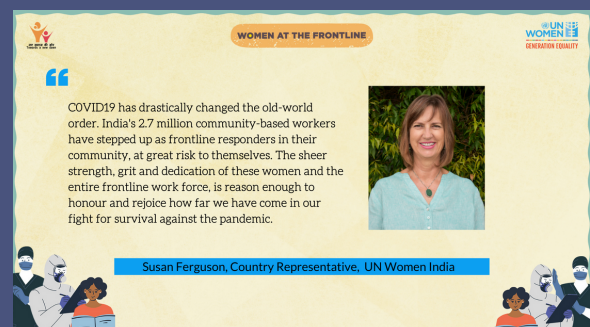 WOMEN AT THE FRONTLINE
UN
WOMEN
GENERATION EQUALITY
C0VID19 has drastically changed the old-world
order. India's 2.7 million community-based workers
have stepped up as frontline responders in their
community, at great risk to themselves. The sheer
strength, grit and dedication of these women and the
entire frontline work force, is reason enough to
honour and rejoice how far we have come in our
fight for survival against the pandemic.
Susan Ferguson, Country Representative, UN Women India